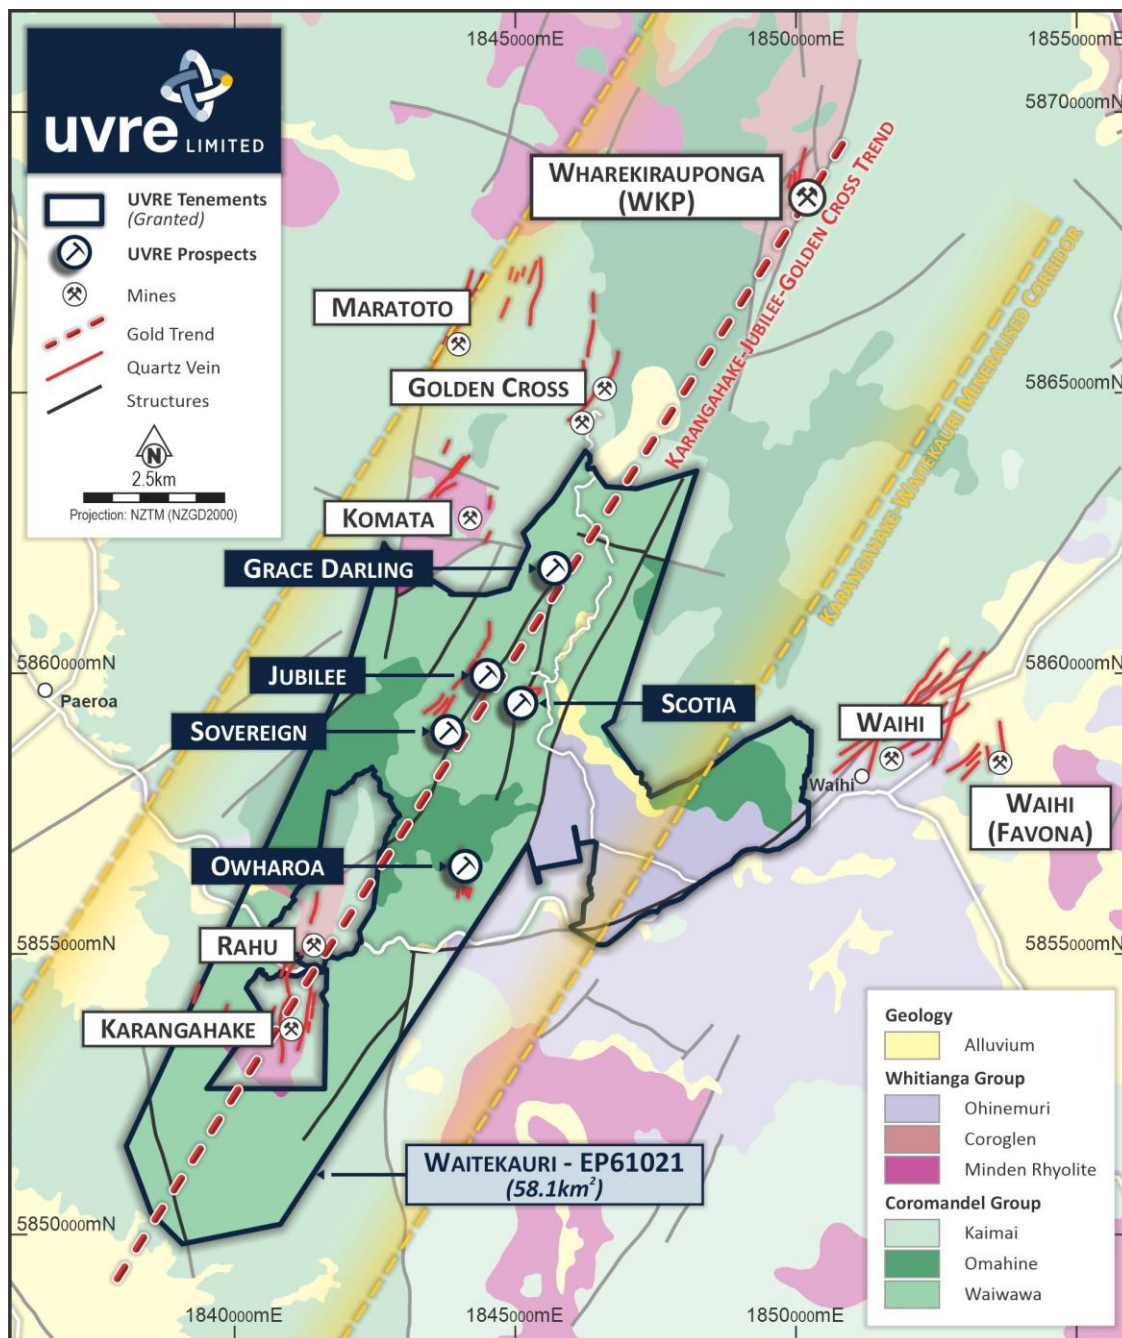 1845000mE
1850000mE
1855000mE
uvre
LIMITED
UVRE Tenements
(Granted)
UVRE Prospects
Mines
Gold Trend
Quartz Vein
Structures
N
2.5km
Projection: NZTM (NZGD2000)
5870000mN
WHAREKIRAUPONGA
(WKP)
KARANGAHAKE-JUBILEE-GOLDEN CROSS TREND
KARANGAHAKE-WAITEKAURI MINERALISED CORRIDOR
MARATOTO
GOLDEN CROSS
5865000mN
KOMATA
GRACE DARLING
5860000mN
5860000mN
Paeroa
JUBILEE
SCOTIA
SOVEREIGN
WAIHI
Waihi
WAIHI
(FAVONA)
OWHAROA
RAHU
5855000mN
5855000mN
KARANGAHAKE
WAITEKAURI - EP61021
(58.1km²)
5850000mN
Geology
Alluvium
Whitianga Group
Ohinemuri
Coroglen
Minden Rhyolite
Coromandel Group
Kaimai
Omahine
Waiwawa
1840000mE
1845000mE
1850000mE